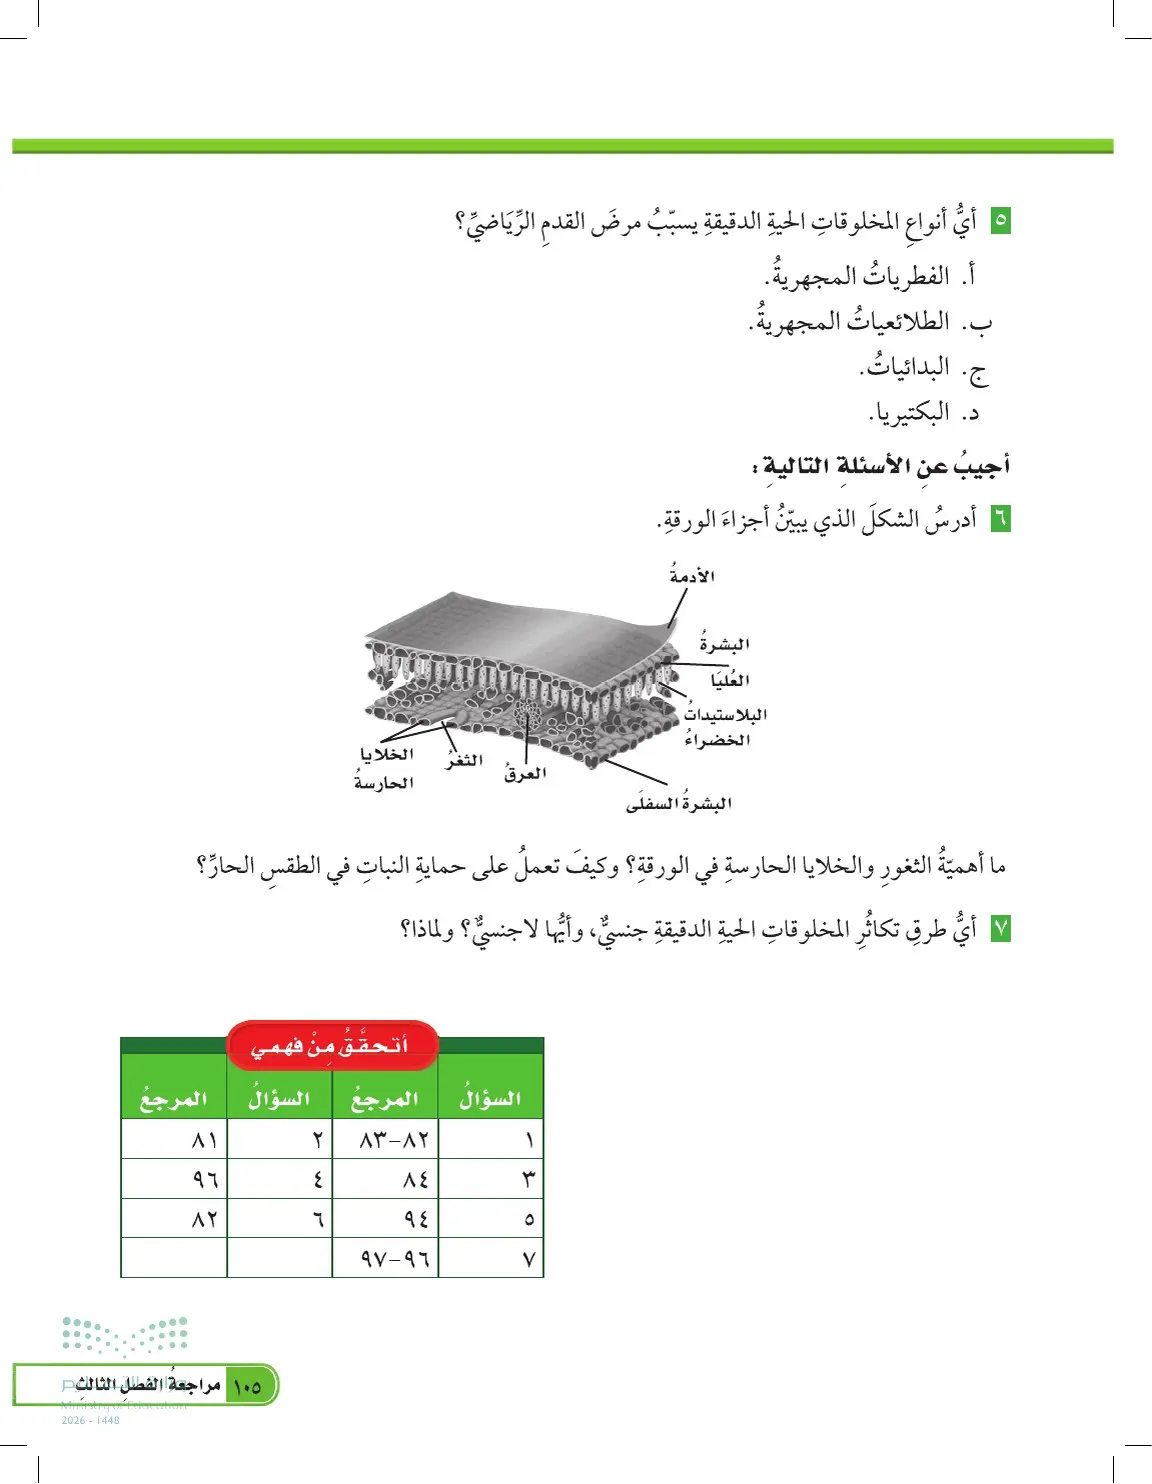 ٥ أيُّ أنواعِ المخلوقاتِ الحيةِ الدقيقةِ يسبّبُ مرضَ القدمِ الرِّيَاضيِّ؟
أ. الفطرياتُ المجهريةُ.
ب. الطلائعياتُ المجهريةُ.
ج. البدائياتُ.
د. البكتيريا.
أجيبُ عنِ الأسئلةِ التاليةِ :
٦ أدرسُ الشكلَ الذي يبيّنُ أجزاءَ الورقةِ.
الأدمةُ
البشرةُ
العُليَا
البلاستيداتُ
الخضراءُ
الخلايا
الحارسةُ
الثغرُ
العرقُ
البشرةُ السفلَى
ما أهميّةُ الثغورِ والخلايا الحارسةِ في الورقةِ؟ وكيفَ تعملُ على حمايةِ النباتِ في الطقسِ الحارِّ؟
٧ أيُّ طرقِ تكاثُرِ المخلوقاتِ الحيةِ الدقيقةِ جنسيٌّ، وأيُّها لاجنسيٌّ؟ ولماذا؟
أتحقَّقُ مِنْ فهمي
السؤالُ المرجعُ السؤالُ المرجعُ
١ ٨٢–٨٣ ٢ ٨١
٣ ٨٤ ٤ ٩٦
٥ ٩٤ ٦ ٨٢
٧ ٩٦–٩٧
١٠٥ مراجعةُ الفصلِ الثالثِ
وزارة التعليم
Ministry of Education
2026 - 1448